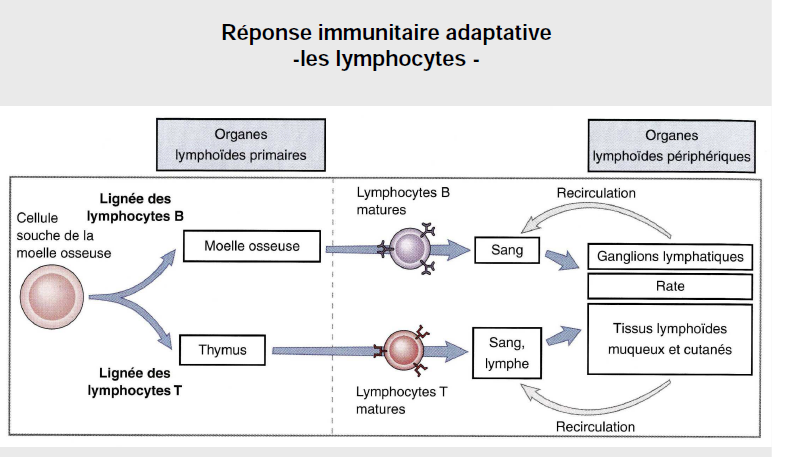 Réponse immunitaire adaptative
-les lymphocytes -
Organes
lymphoïdes primaires
Organes
lymphoïdes périphériques
Lignée des
lymphocytes B
Cellule
souche de la
moelle osseuse
Moelle osseuse
Lymphocytes B
matures
Sang
Recirculation
Ganglions lymphatiques
Rate
Tissus lymphoïdes
muqueux et cutanés
Thymus
Lignée des
lymphocytes T
Lymphocytes T
matures
Sang,
lymphe
Recirculation